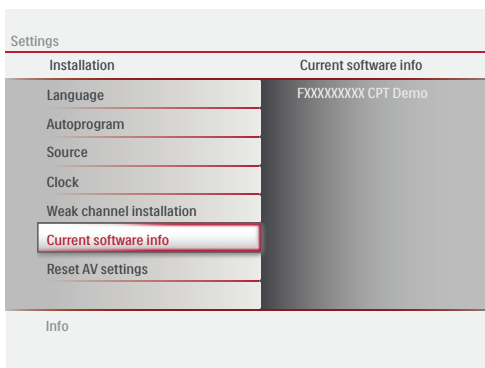 Settings
Installation
Current software info
Language
FXXXXXXXXX CPT Demo
Autoprogram
Source
Clock
Weak channel installation
Current software info
Reset AV settings
Info